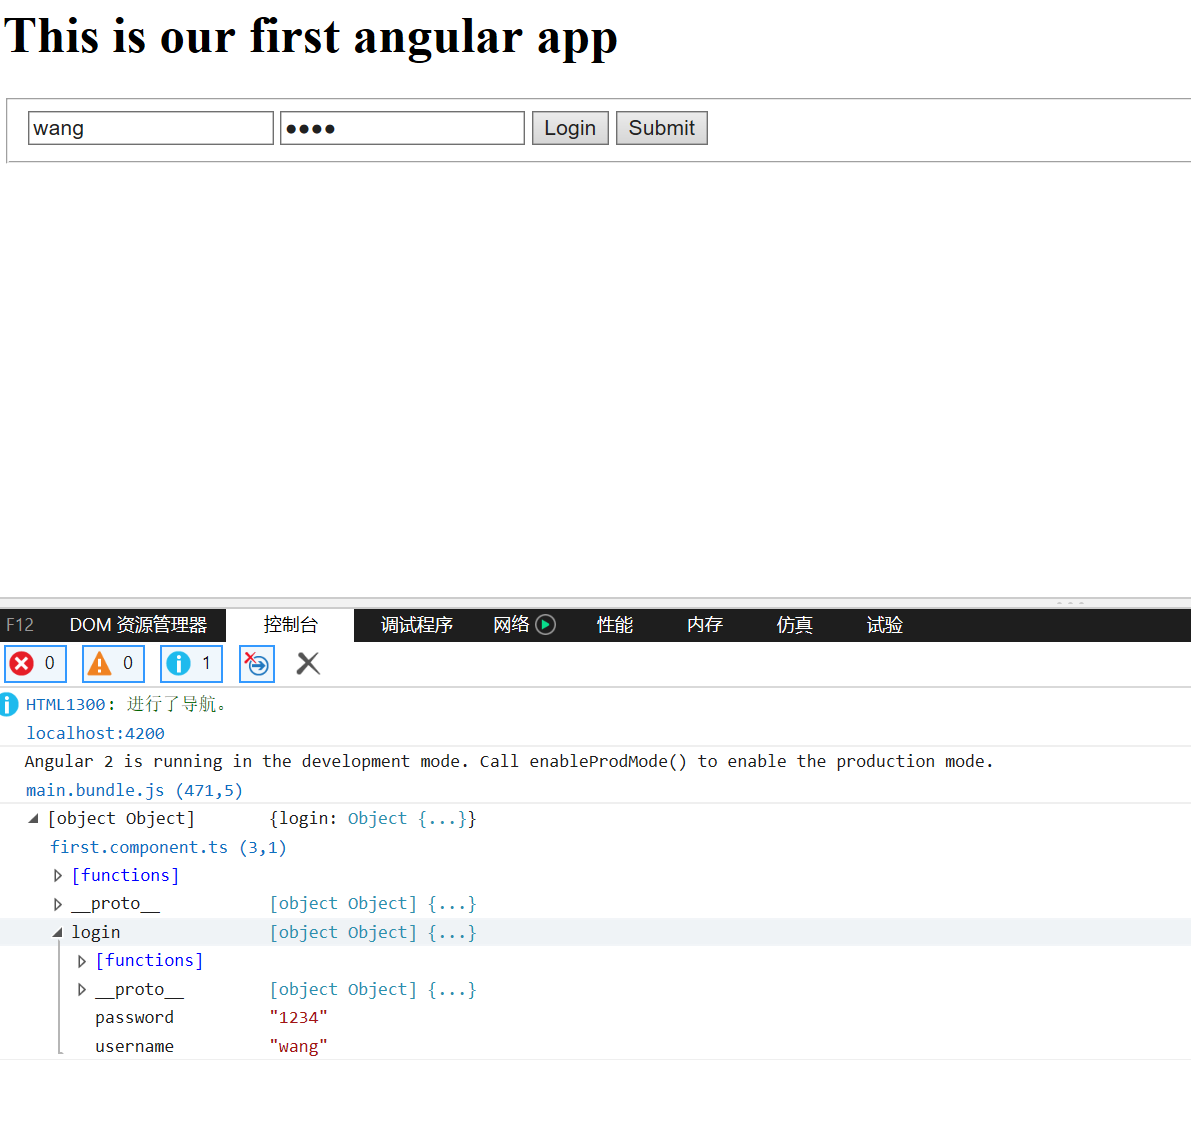 This is our first angular app
wang ●●●● Login Submit
F12 DOM 资源管理器 控制台 调试程序 网络 性能 内存 仿真 试验
0 0 1
HTML1300: 进行了导航。
localhost:4200
Angular 2 is running in the development mode. Call enableProdMode() to enable the production mode.
main.bundle.js (471,5)
[object Object] {login: Object {...}}
first.component.ts (3,1)
[functions]
__proto__ [object Object] {...}
login [object Object] {...}
[functions]
__proto__ [object Object] {...}
password "1234"
username "wang"